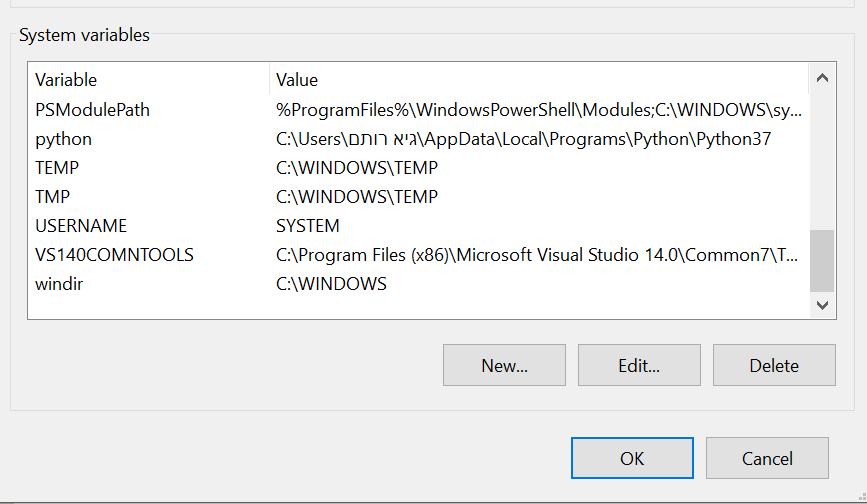 System variables
Variable Value
PSModulePath %ProgramFiles%\WindowsPowerShell\Modules;C:\WINDOWS\sy...
python C:\Users\גיא רותם\AppData\Local\Programs\Python\Python37
TEMP C:\WINDOWS\TEMP
TMP C:\WINDOWS\TEMP
USERNAME SYSTEM
VS140COMNTOOLS C:\Program Files (x86)\Microsoft Visual Studio 14.0\Common7\T...
windir C:\WINDOWS
New... Edit... Delete
OK Cancel